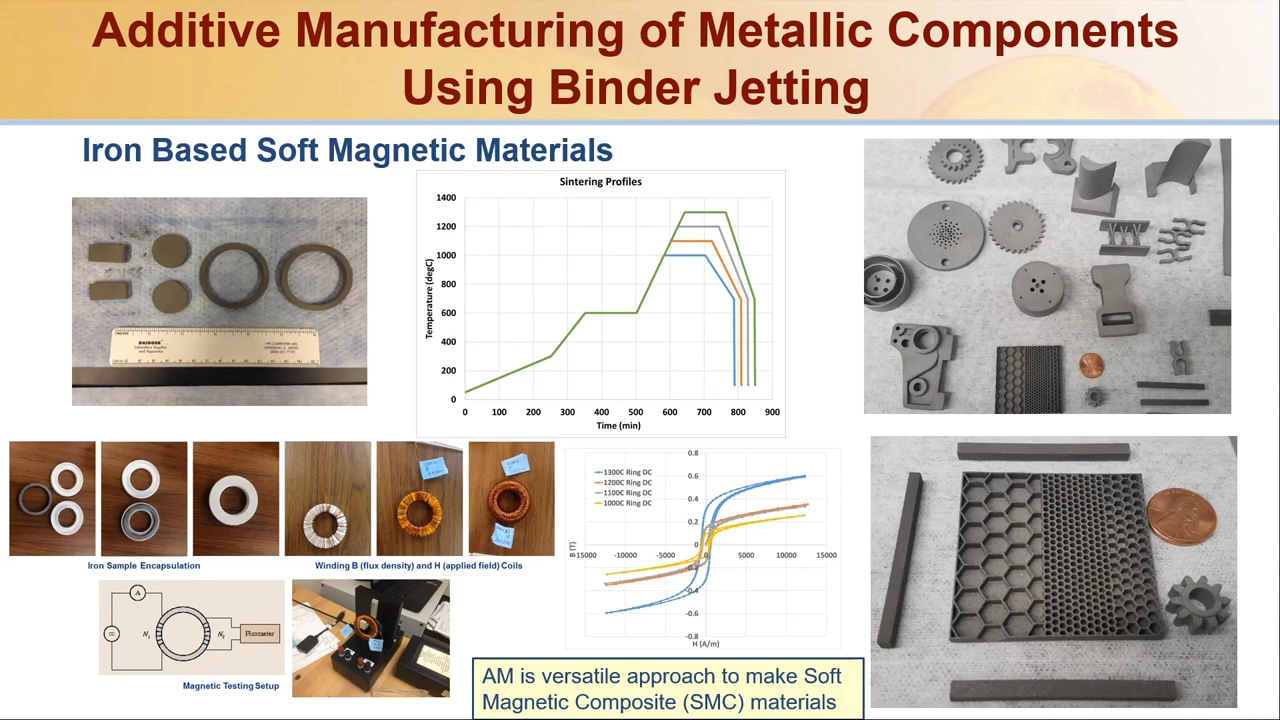 Additive Manufacturing of Metallic Components
Using Binder Jetting
Iron Based Soft Magnetic Materials
Sintering Profiles
1400
1200
1000
800
600
400
200
0
Temperature (degC)
0 100 200 300 400 500 600 700 800 900
Time (min)
Iron Sample Encapsulation
Winding B (flux density) and H (applied field) Coils
A
N1
N2
Fluxmeter
Magnetic Testing Setup
1300C Ring DC
1200C Ring DC
1100C Ring DC
1000C Ring DC
0.8
0.6
0.4
0.2
0
-0.2
-0.4
-0.6
-0.8
B (T)
-15000 -10000 -5000 0 5000 10000 15000
H (A/m)
AM is versatile approach to make Soft
Magnetic Composite (SMC) materials